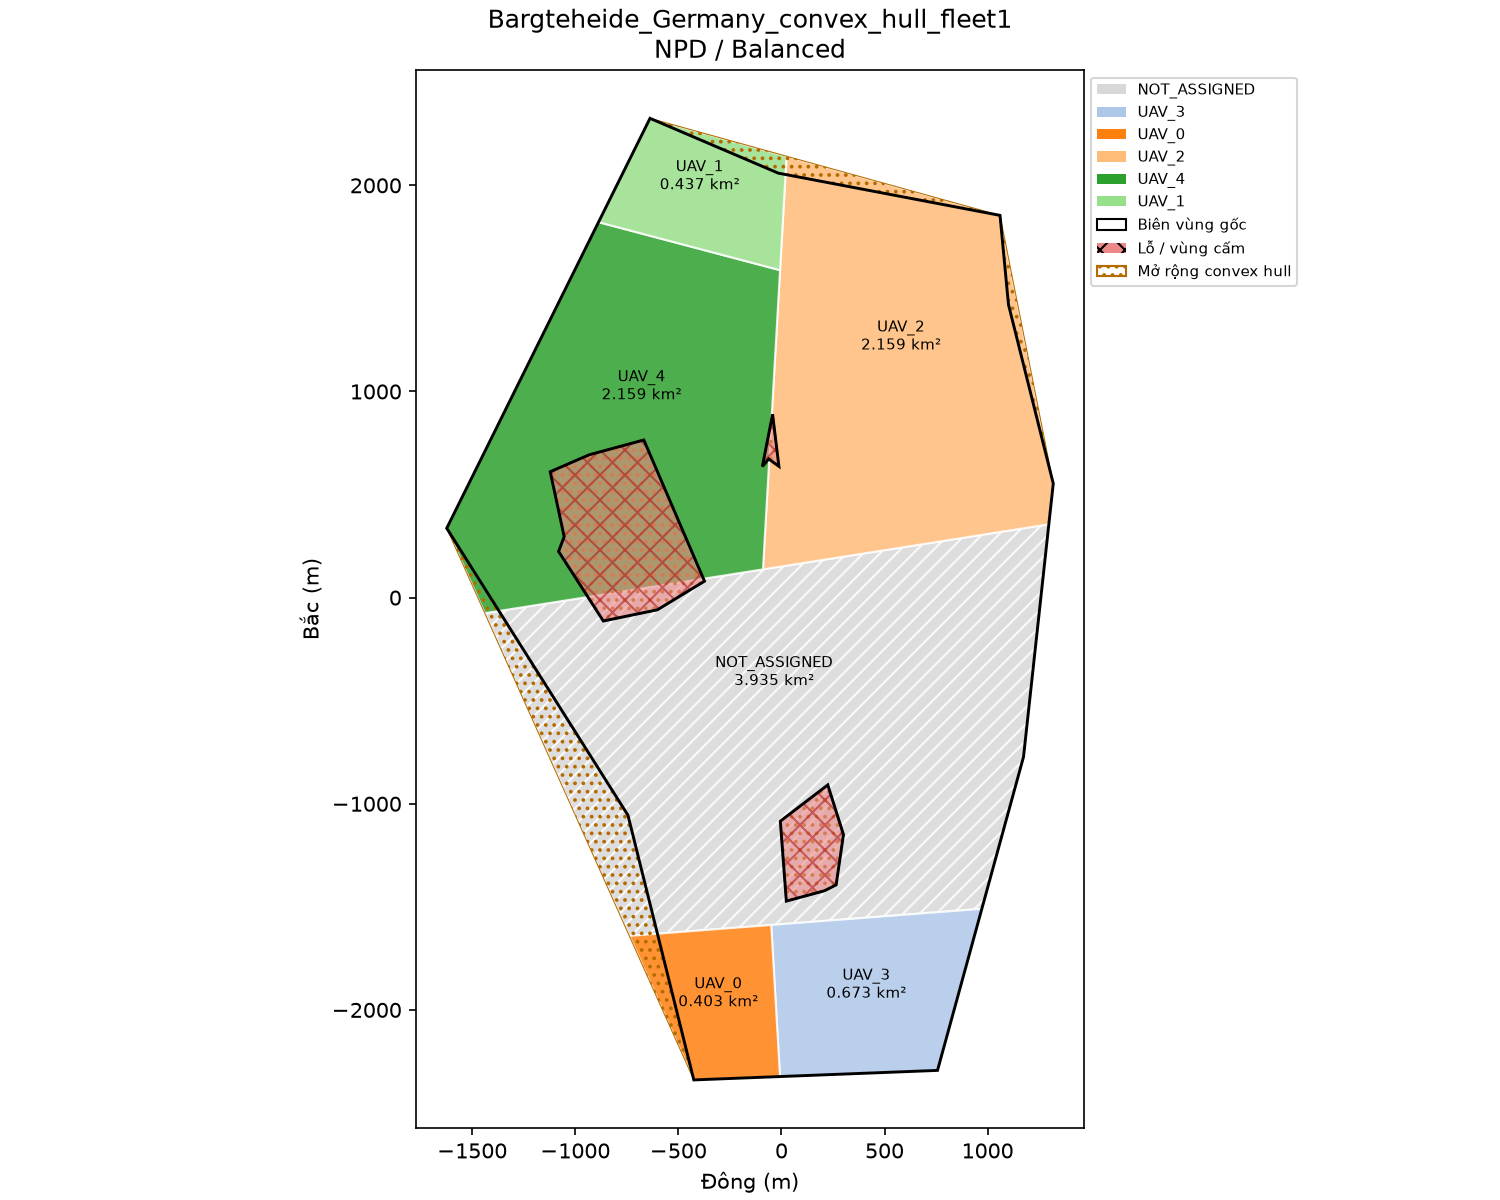 Bargteheide_Germany_convex_hull_fleet1
NPD / Balanced
NOT_ASSIGNED
UAV_3
UAV_0
UAV_2
UAV_4
UAV_1
Biên vùng gốc
Lỗ / vùng cấm
Mở rộng convex hull
UAV_1
0.437 km²
UAV_2
2.159 km²
UAV_4
2.159 km²
NOT_ASSIGNED
3.935 km²
UAV_0
0.403 km²
UAV_3
0.673 km²
Bắc (m)
2000
1000
0
−1000
−2000
−1500
−1000
−500
0
500
1000
Đông (m)